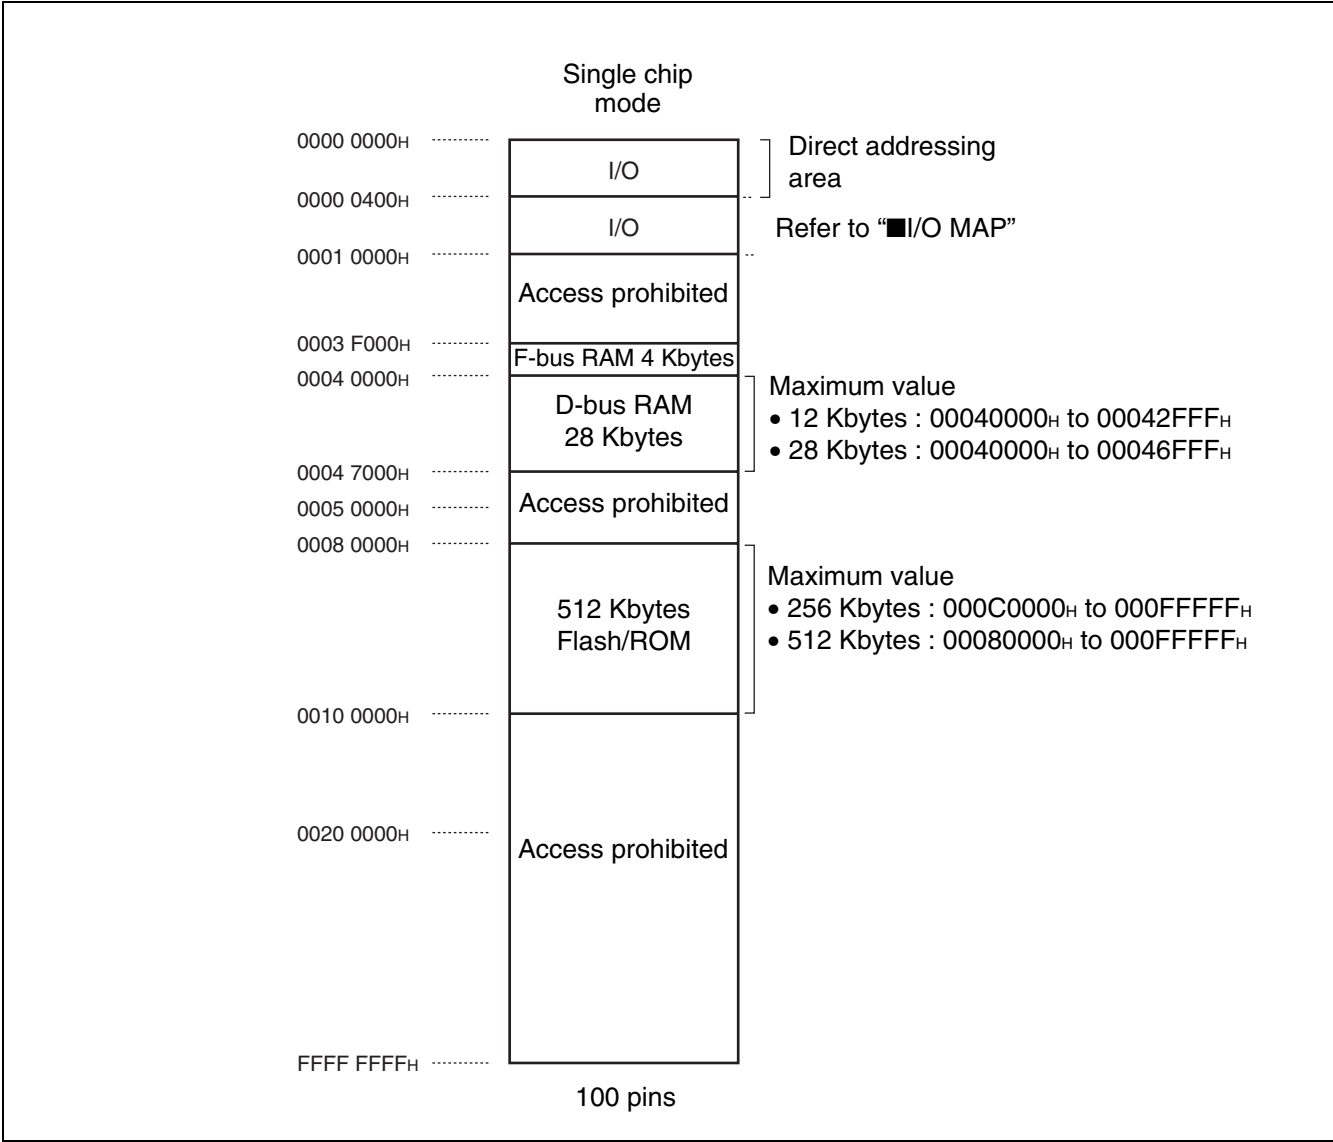 Single chip
mode
0000 0000H
I/O
Direct addressing
area
0000 0400H
I/O
Refer to “■I/O MAP”
0001 0000H
Access prohibited
0003 F000H
F-bus RAM 4 Kbytes
0004 0000H
D-bus RAM
28 Kbytes
Maximum value
• 12 Kbytes : 00040000H to 00042FFFH
• 28 Kbytes : 00040000H to 00046FFFH
0004 7000H
Access prohibited
0005 0000H
0008 0000H
512 Kbytes
Flash/ROM
Maximum value
• 256 Kbytes : 000C0000H to 000FFFFFH
• 512 Kbytes : 00080000H to 000FFFFFH
0010 0000H
0020 0000H
Access prohibited
FFFF FFFFH
100 pins